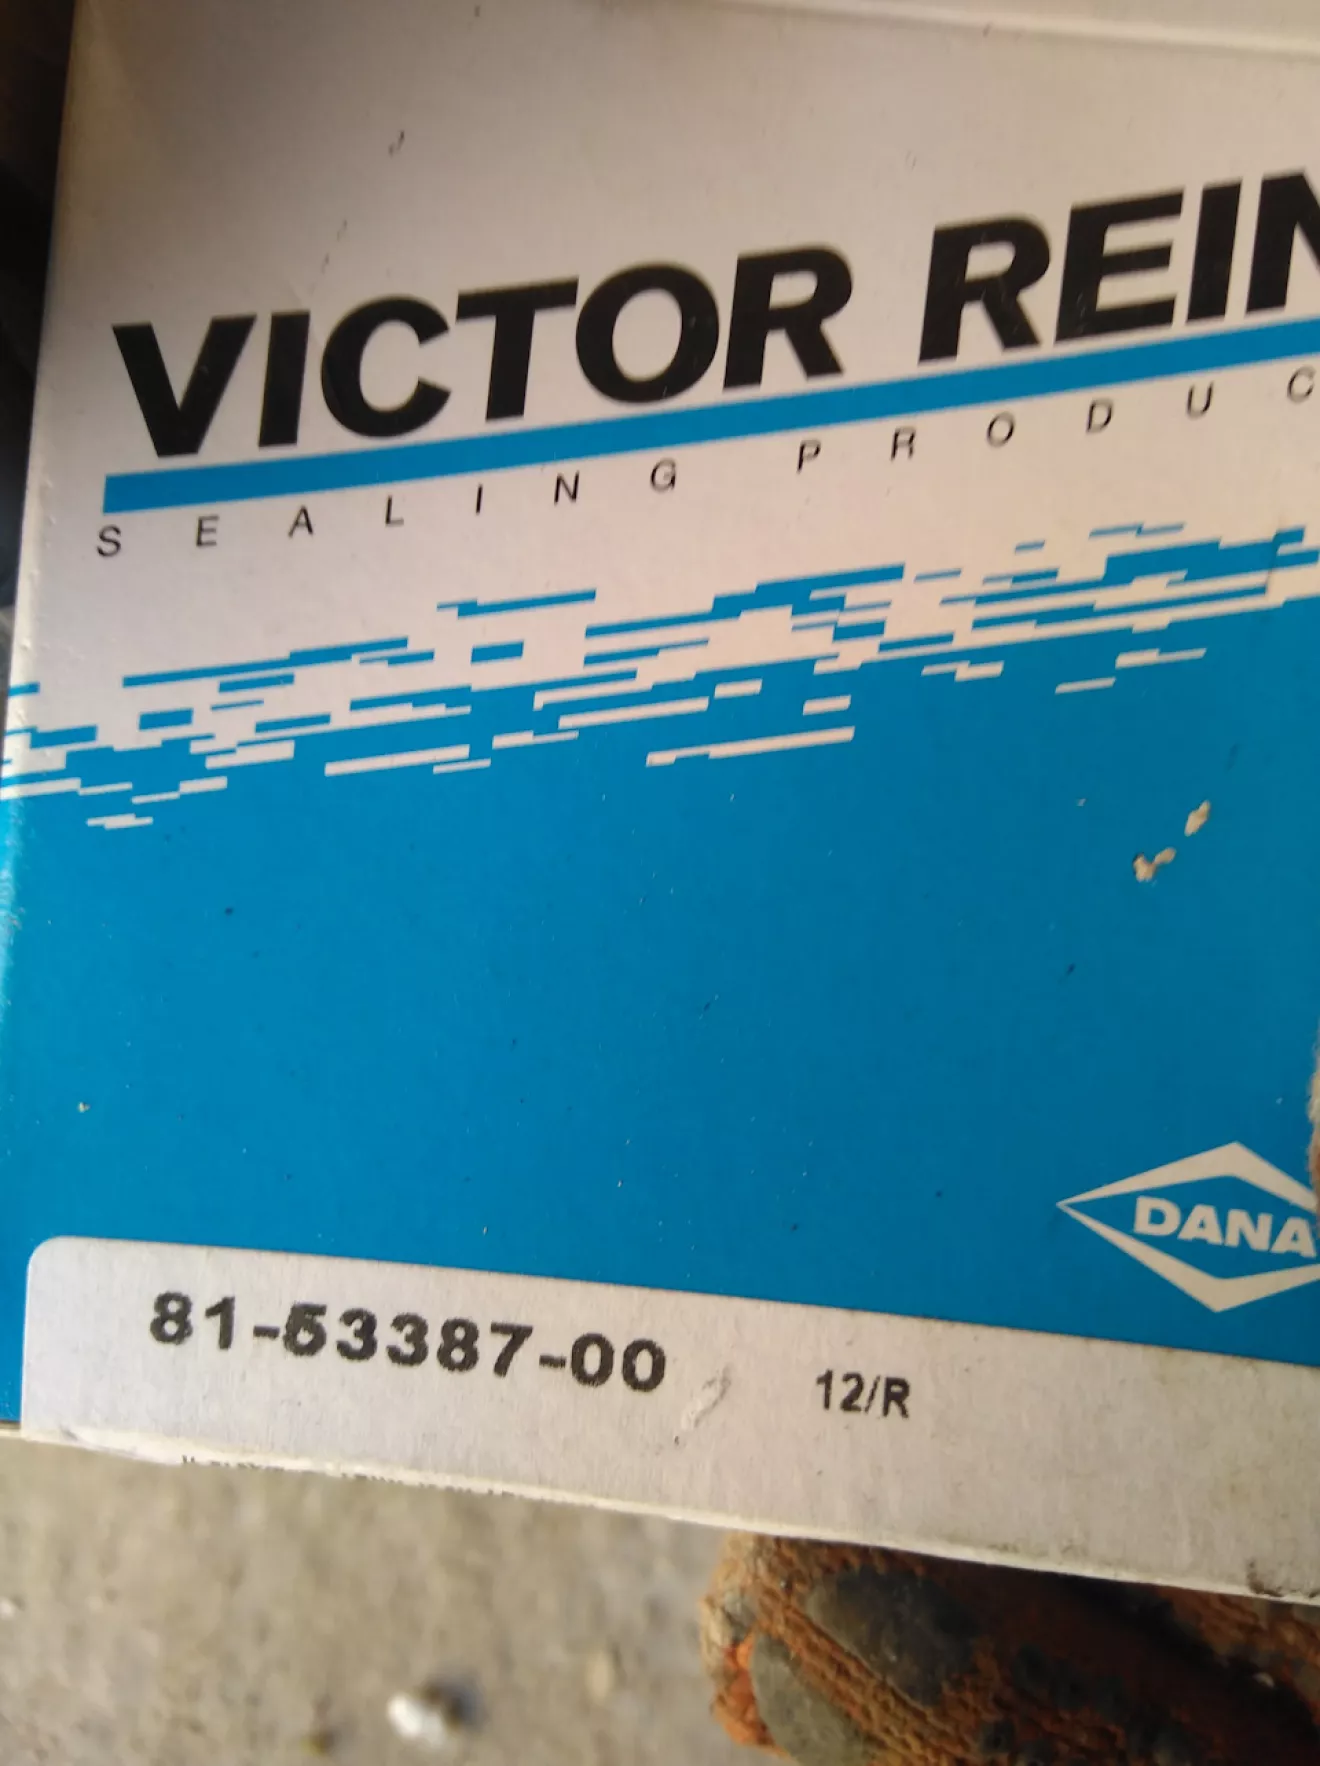 VICTOR REIN
SEALING PRODUC
DANA
81-53387-00 12/R